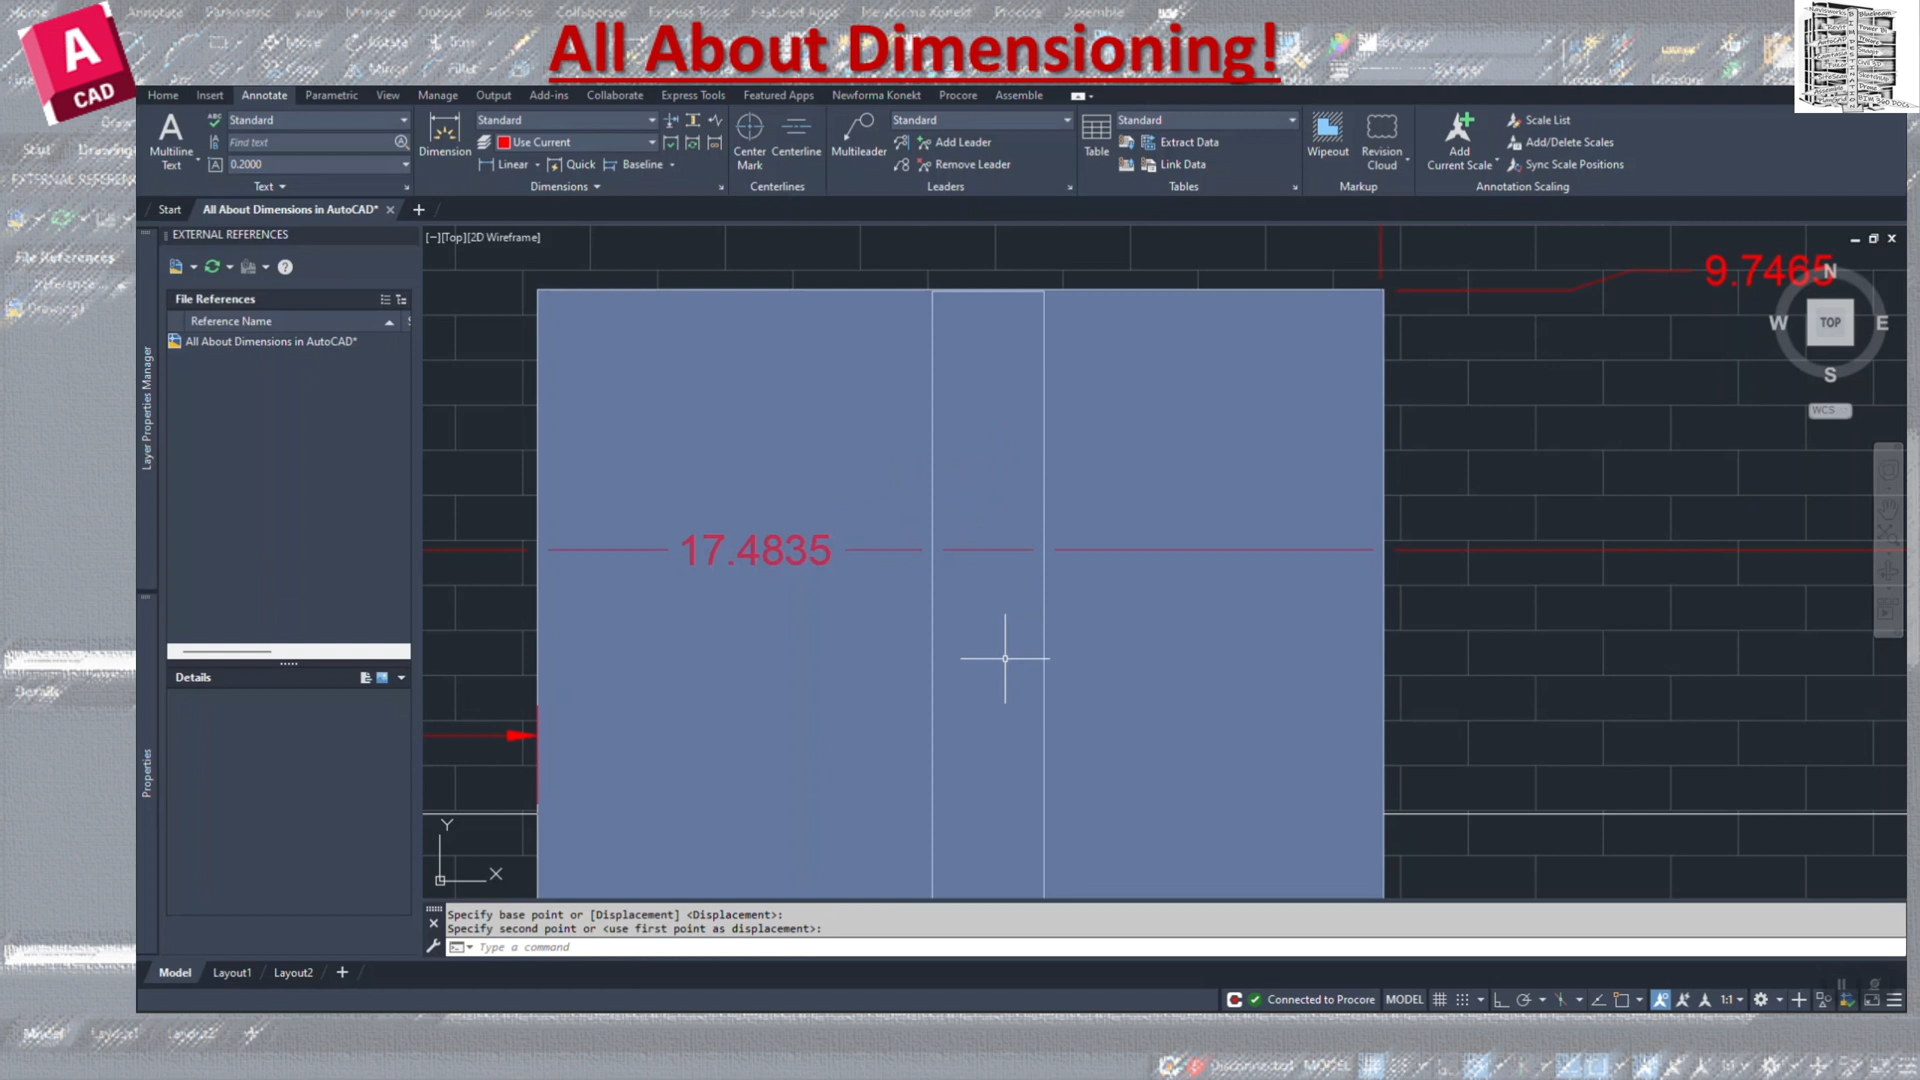 All About Dimensioning!
A
CAD
Home Insert Annotate Parametric View Manage Output Add-ins Collaborate Express Tools Featured Apps Newforma Konekt Procore Assemble
Standard
Find text
0.2000
Multiline
Text
Text
Dimension
Standard
Use Current
Linear Quick Baseline
Dimensions
Center
Mark
Centerline
Centerlines
Multileader
Standard
Add Leader
Remove Leader
Leaders
Table
Standard
Extract Data
Link Data
Tables
Wipeout
Revision
Cloud
Markup
Add
Current Scale
Scale List
Add/Delete Scales
Sync Scale Positions
Annotation Scaling
Start All About Dimensions in AutoCAD*
EXTERNAL REFERENCES
File References
Reference Name
All About Dimensions in AutoCAD*
Details
Layer Properties Manager
Properties
[−][Top][2D Wireframe]
9.7465
N
W TOP E
S
WCS
17.4835
Y
X
Specify base point or [Displacement] <Displacement>:
Specify second point or <use first point as displacement>:
Type a command
Model Layout1 Layout2
Connected to Procore MODEL 1:1